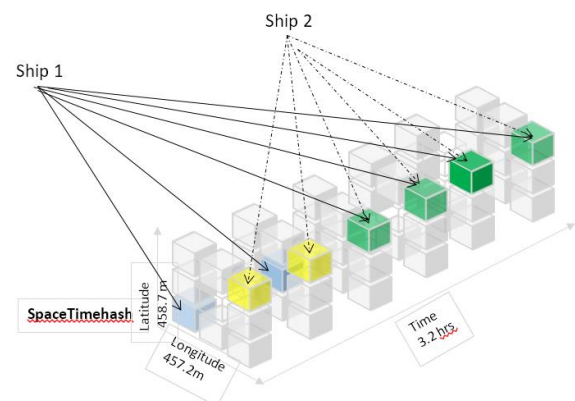 Ship 2
Ship 1
SpaceTimehash
Latitude
458.7 m
Longitude
457.2m
Time
3.2 hrs